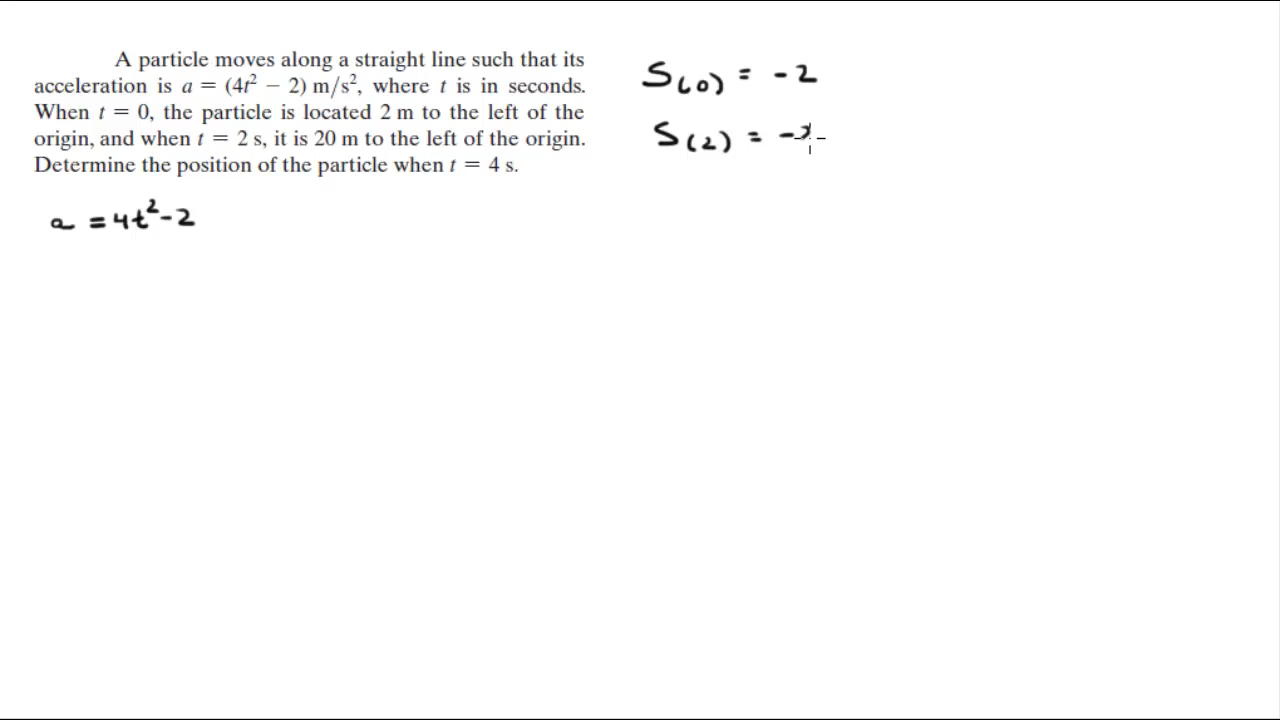 A particle moves along a straight line such that its
acceleration is a = (4t² − 2) m/s², where t is in seconds.
When t = 0, the particle is located 2 m to the left of the
origin, and when t = 2 s, it is 20 m to the left of the origin.
Determine the position of the particle when t = 4 s.
S(0) = -2
S(2) = -
a = 4t² - 2